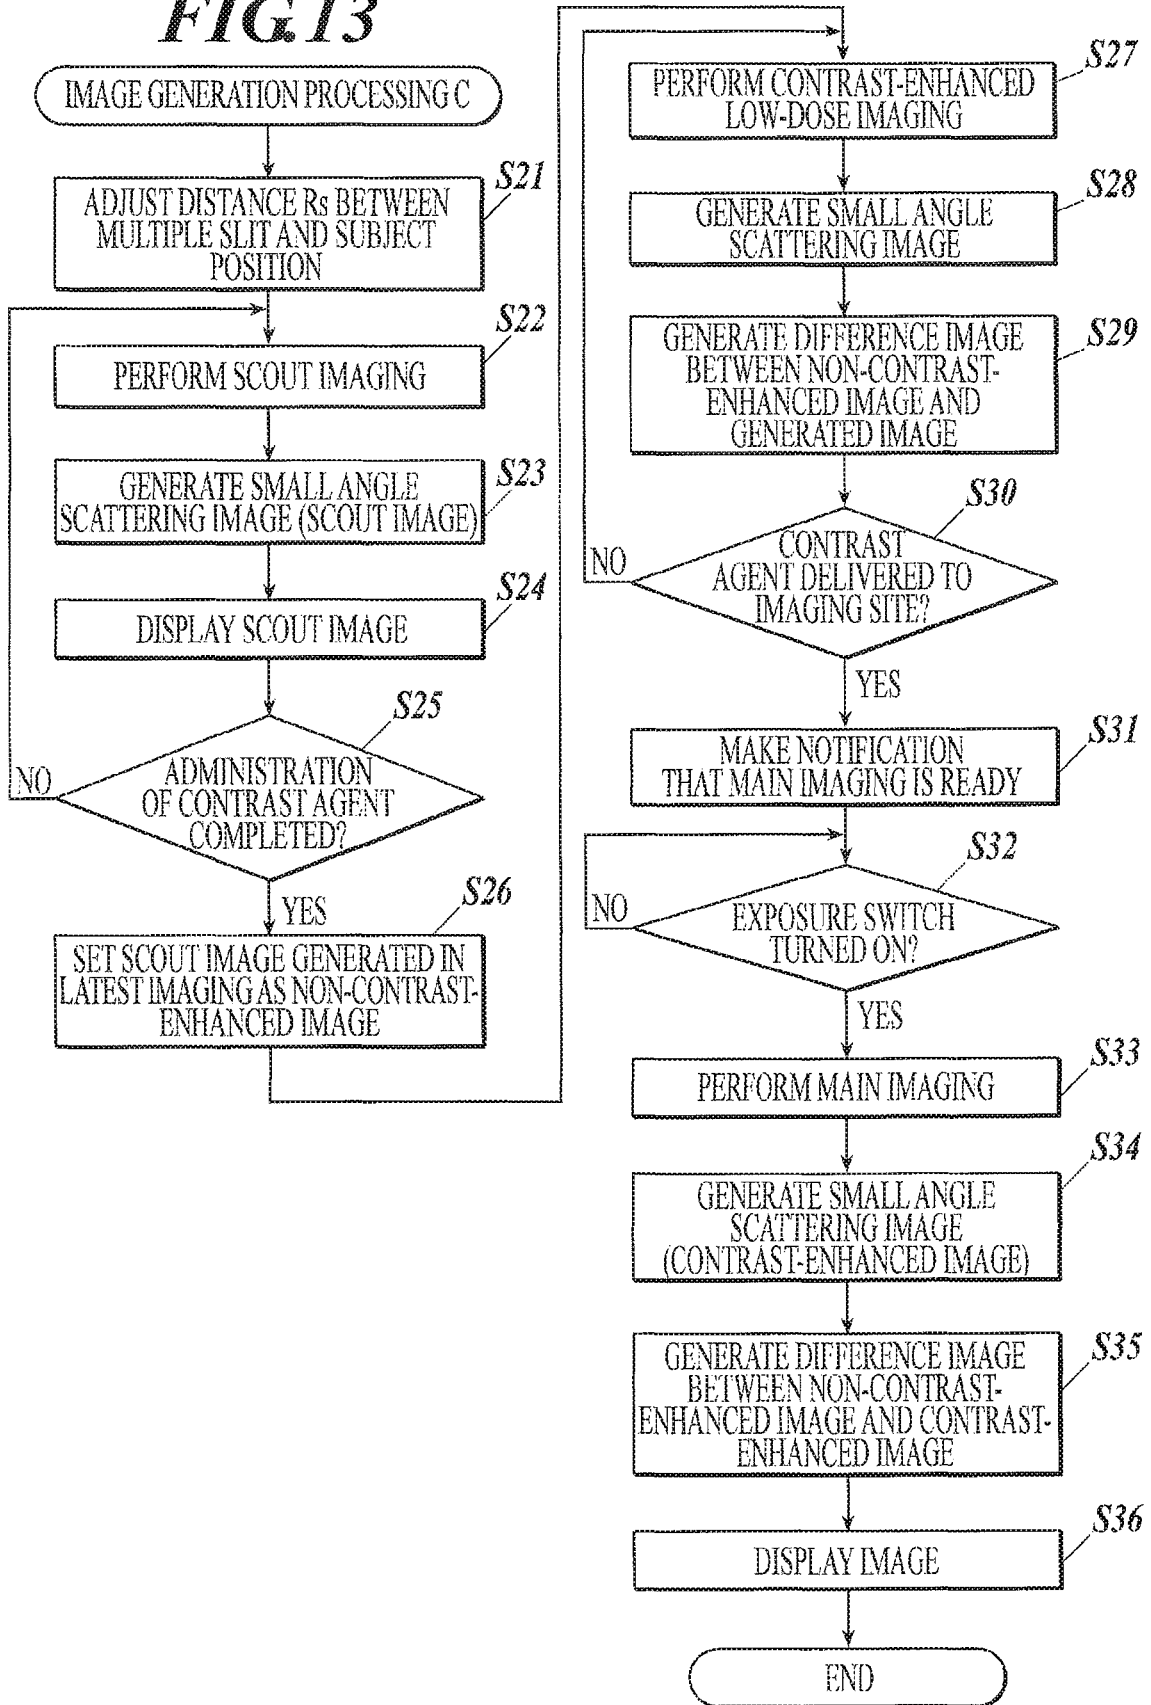 FIG.13
IMAGE GENERATION PROCESSING C
S21
ADJUST DISTANCE Rs BETWEEN
MULTIPLE SLIT AND SUBJECT
POSITION
S22
PERFORM SCOUT IMAGING
S23
GENERATE SMALL ANGLE
SCATTERING IMAGE (SCOUT IMAGE)
S24
DISPLAY SCOUT IMAGE
S25
ADMINISTRATION
OF CONTRAST AGENT
COMPLETED?
NO
YES
S26
SET SCOUT IMAGE GENERATED IN
LATEST IMAGING AS NON-CONTRAST-
ENHANCED IMAGE
S27
PERFORM CONTRAST-ENHANCED
LOW-DOSE IMAGING
S28
GENERATE SMALL ANGLE
SCATTERING IMAGE
S29
GENERATE DIFFERENCE IMAGE
BETWEEN NON-CONTRAST-
ENHANCED IMAGE AND
GENERATED IMAGE
S30
CONTRAST
AGENT DELIVERED TO
IMAGING SITE?
NO
YES
S31
MAKE NOTIFICATION
THAT MAIN IMAGING IS READY
S32
EXPOSURE SWITCH
TURNED ON?
NO
YES
S33
PERFORM MAIN IMAGING
S34
GENERATE SMALL ANGLE
SCATTERING IMAGE
(CONTRAST-ENHANCED IMAGE)
S35
GENERATE DIFFERENCE IMAGE
BETWEEN NON-CONTRAST-
ENHANCED IMAGE AND CONTRAST-
ENHANCED IMAGE
S36
DISPLAY IMAGE
END